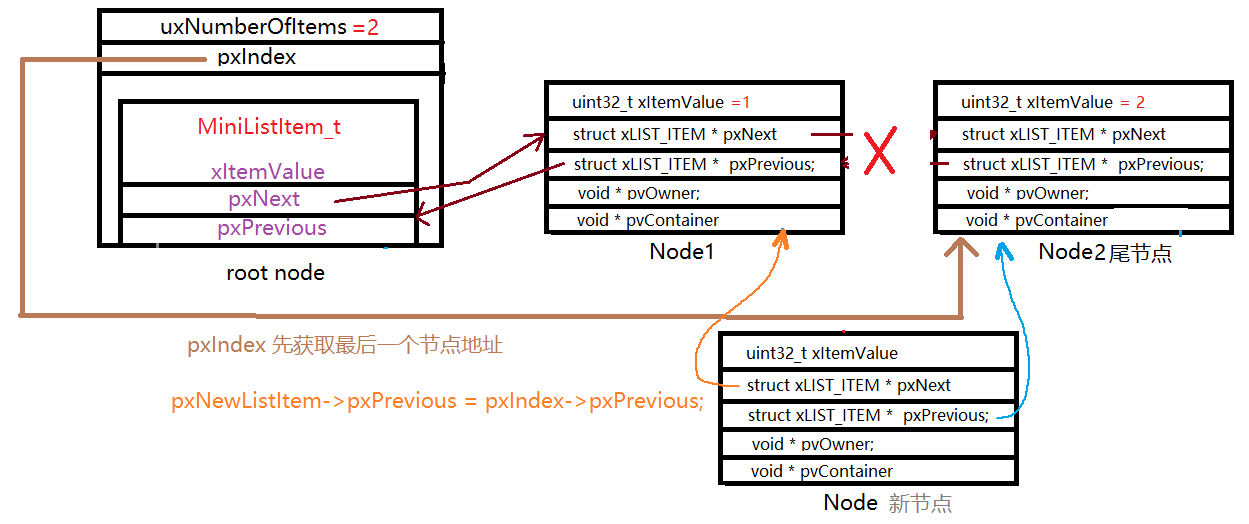 uxNumberOfItems =2
pxIndex
MiniListItem_t
xItemValue
pxNext
pxPrevious
root node
uint32_t xItemValue =1
struct xLIST_ITEM * pxNext
struct xLIST_ITEM * pxPrevious;
void * pvOwner;
void * pvContainer
Node1
uint32_t xItemValue = 2
struct xLIST_ITEM * pxNext
struct xLIST_ITEM * pxPrevious;
void * pvOwner;
void * pvContainer
Node2尾节点
pxIndex 先获取最后一个节点地址
pxNewListItem->pxPrevious = pxIndex->pxPrevious;
uint32_t xItemValue
struct xLIST_ITEM * pxNext
struct xLIST_ITEM * pxPrevious;
void * pvOwner;
void * pvContainer
Node 新节点